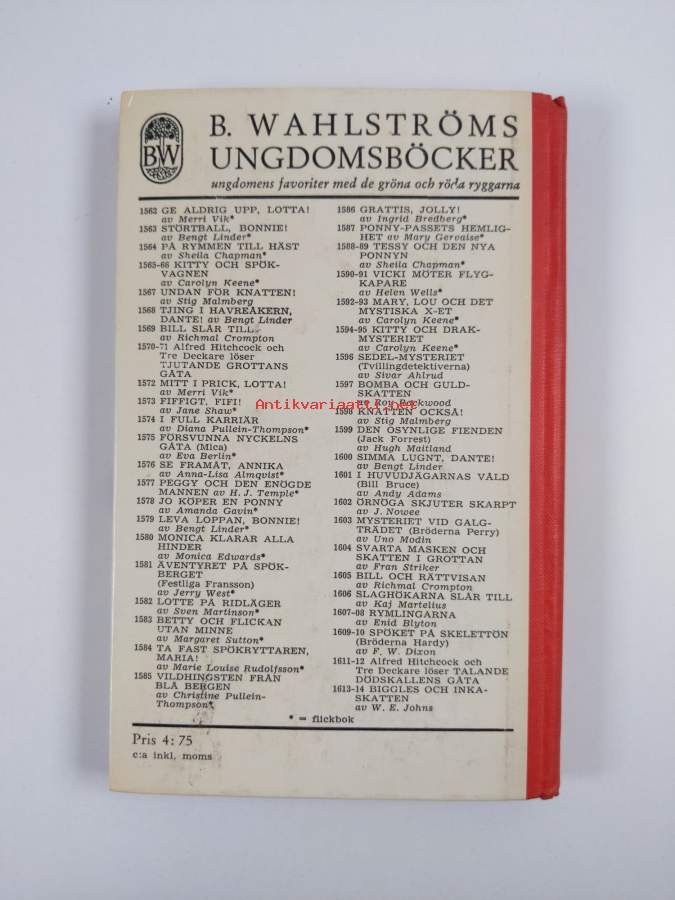 BW
B. WAHLSTRÖMS
UNGDOMSBÖCKER
ungdomens favoriter med de gröna och röda ryggarna
1562 GE ALDRIG UPP, LOTTA!
av Merri Vik*
1563 STÖRTBALL, BONNIE!
av Bengt Linder*
1564 PÅ RYMMEN TILL HÄST
av Sheila Chapman*
1565-66 KITTY OCH SPÖK-
VAGNEN
av Carolyn Keene*
1567 UNDAN FÖR KNATTEN!
av Stig Malmberg
1568 TJING I HAVREÅKERN,
DANTE! av Bengt Linder
1569 BILL SLÅR TILL
av Richmal Crompton
1570-71 Alfred Hitchcock och
Tre Deckare löser
TJUTANDE GROTTANS
GÅTA
1572 MITT I PRICK, LOTTA!
av Merri Vik*
1573 FIFFIGT, FIFI!
av Jane Shaw*
1574 I FULL KARRIÄR
av Diana Pullein-Thompson*
1575 FÖRSVUNNA NYCKELNS
GÅTA (Mica)
av Eva Berlin*
1576 SE FRAMÅT, ANNIKA
av Anna-Lisa Almqvist*
1577 PEGGY OCH DEN ENÖGDE
MANNEN av H. J. Temple*
1578 JO KÖPER EN PONNY
av Amanda Gavin*
1579 LEVA LOPPAN, BONNIE!
av Bengt Linder*
1580 MONICA KLARAR ALLA
HINDER
av Monica Edwards*
1581 ÄVENTYRET PÅ SPÖK-
BERGET
(Festliga Fransson)
av Jerry West*
1582 LOTTE PÅ RIDLÄGER
av Sven Martinson*
1583 BETTY OCH FLICKAN
UTAN MINNE
av Margaret Sutton*
1584 TA FAST SPÖKRYTTAREN,
MARIA!
av Marie Louise Rudolfsson*
1585 VILDHINGSTEN FRÅN
BLÅ BERGEN
av Christine Pullein-
Thompson*
1586 GRATTIS, JOLLY!
av Ingrid Bredberg*
1587 PONNY-PASSETS HEMLIG-
HET av Mary Gervaise*
1588-89 TESSY OCH DEN NYA
PONNYN
av Sheila Chapman*
1590-91 VICKI MÖTER FLYG-
KAPARE
av Helen Wells*
1592-93 MARY, LOU OCH DET
MYSTISKA X-ET
av Carolyn Keene*
1594-95 KITTY OCH DRAK-
MYSTERIET
av Carolyn Keene*
1596 SEDEL-MYSTERIET
(Tvillingdetektiverna)
av Sivar Ahlrud
1597 BOMBA OCH GULD-
SKATTEN
av Roy Rockwood
Antikvariaatti.net
1598 KNATTEN OCKSÅ!
av Stig Malmberg
1599 DEN OSYNLIGE FIENDEN
(Jack Forrest)
av Hugh Maitland
1600 SIMMA LUGNT, DANTE!
av Bengt Linder
1601 I HUVUDJÄGARNAS VÅLD
(Bill Bruce)
av Andy Adams
1602 ÖRNÖGA SKJUTER SKARPT
av J. Nowee
1603 MYSTERIET VID GALG-
TRÄDET (Bröderna Perry)
av Uno Modin
1604 SVARTA MASKEN OCH
SKATTEN I GROTTAN
av Fran Striker
1605 BILL OCH RÄTTVISAN
av Richmal Crompton
1606 SLAGHÖKARNA SLÅR TILL
av Kaj Martelius
1607-08 RYMLINGARNA
av Enid Blyton
1609-10 SPÖKET PÅ SKELETTÖN
(Bröderna Hardy)
av F. W. Dixon
1611-12 Alfred Hitchcock och
Tre Deckare löser TALANDE
DÖDSKALLENS GÅTA
1613-14 BIGGLES OCH INKA-
SKATTEN
av W. E. Johns
* = flickbok
Pris 4:75
c:a inkl. moms